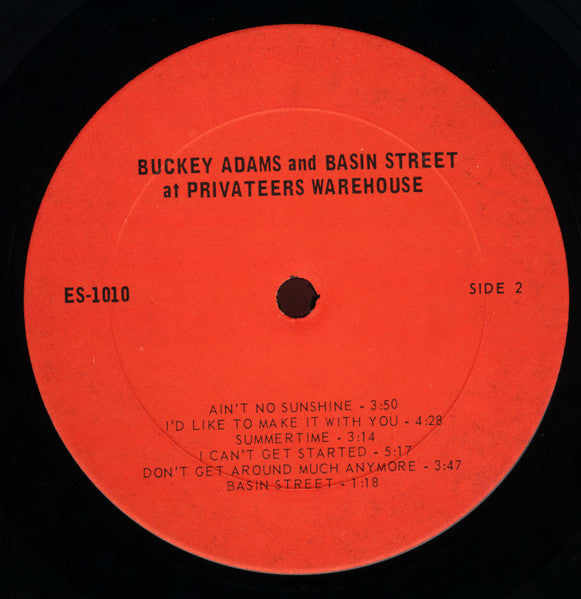 BUCKEY ADAMS and BASIN STREET
at PRIVATEERS WAREHOUSE
ES-1010
SIDE 2
AIN'T NO SUNSHINE - 3:50
I'D LIKE TO MAKE IT WITH YOU - 4:28
SUMMERTIME - 3:14
I CAN'T GET STARTED - 5:17
DON'T GET AROUND MUCH ANYMORE - 3:47
BASIN STREET - 1:18